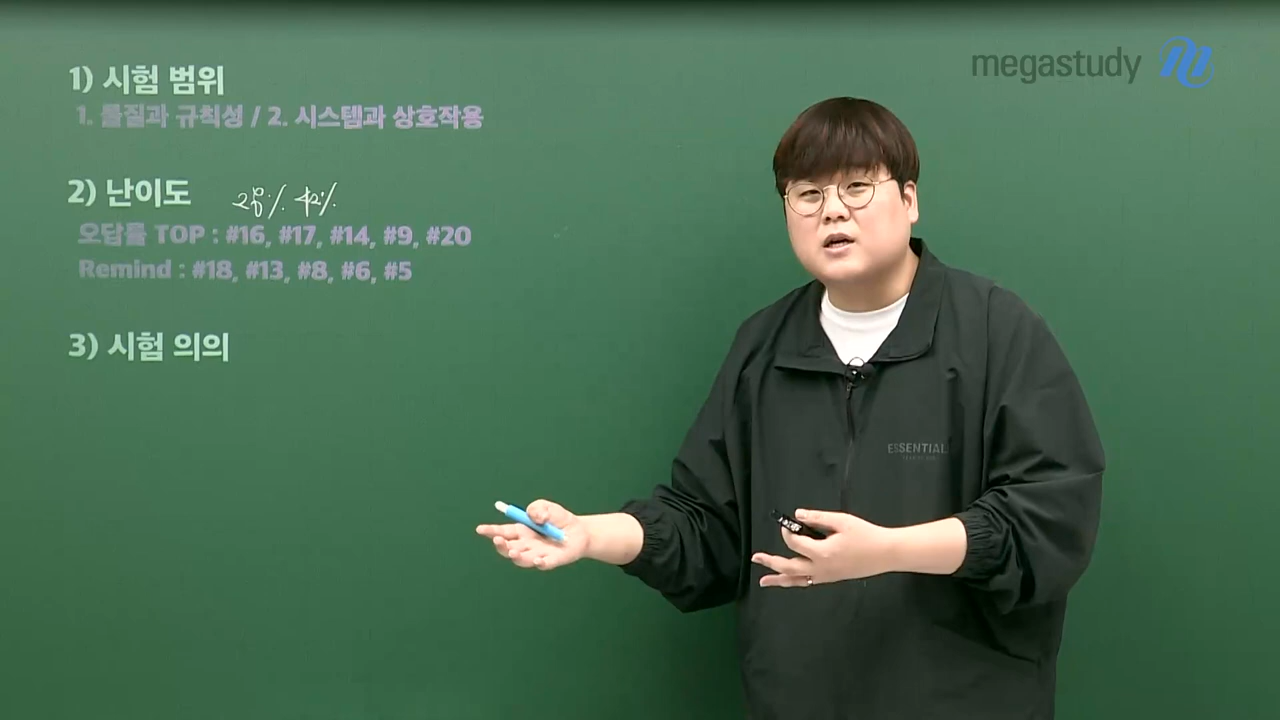 megastudy
1) 시험 범위
1. 물질과 규칙성 / 2. 시스템과 상호작용
2) 난이도
42%
오답률 TOP : #16, #17, #14, #9, #20
Remind : #18, #13, #8, #6, #5
3) 시험 의의
ESSENTIAL